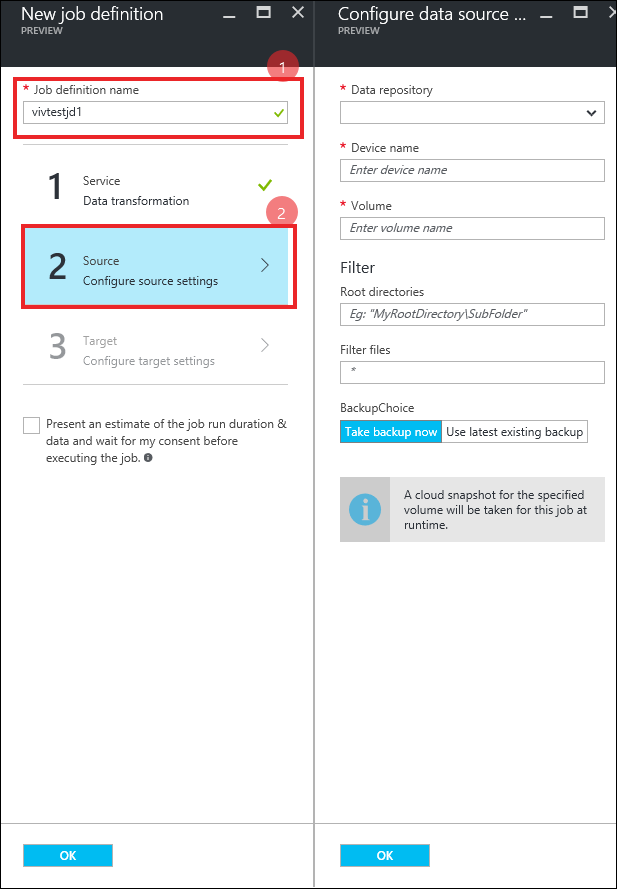 New job definition
PREVIEW
1
* Job definition name
vivtestjd1
1
Service
Data transformation
2
2
Source
Configure source settings
3
Target
Configure target settings
Present an estimate of the job run duration &
data and wait for my consent before
executing the job.
OK
Configure data source ...
PREVIEW
* Data repository
* Device name
Enter device name
* Volume
Enter volume name
Filter
Root directories
Eg: "MyRootDirectory\SubFolder"
Filter files
*
BackupChoice
Take backup now Use latest existing backup
A cloud snapshot for the specified
volume will be taken for this job at
runtime.
OK